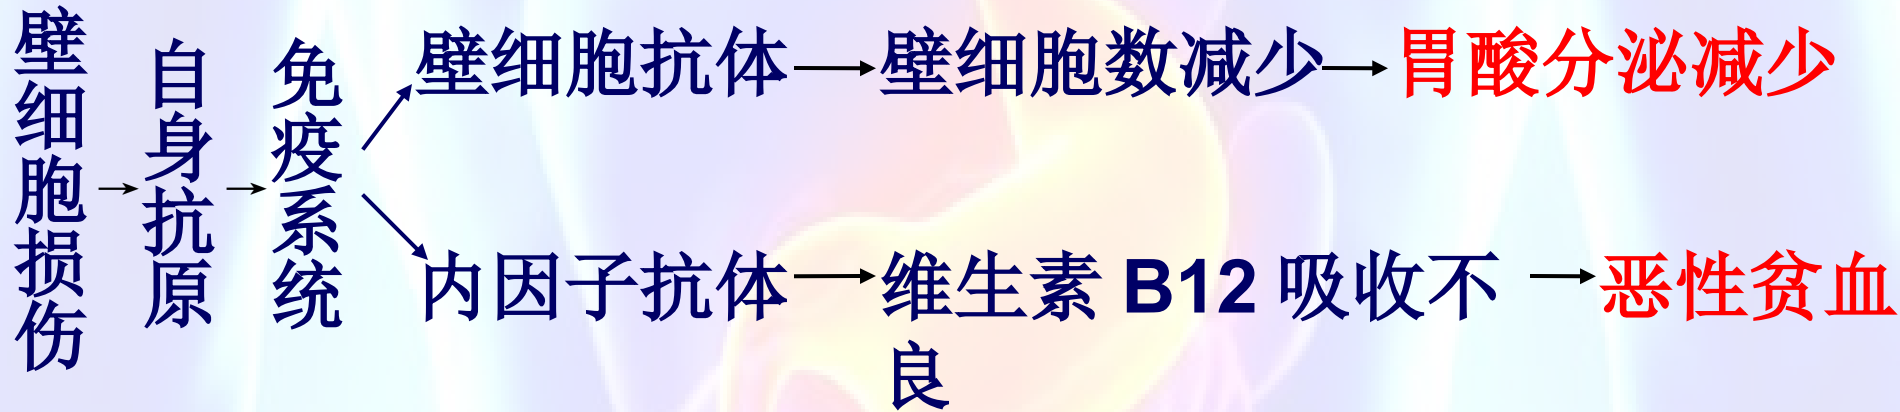 壁细胞损伤
自身抗原
免疫系统
壁细胞抗体
壁细胞数减少
胃酸分泌减少
内因子抗体
维生素 B12 吸收不
良
恶性贫血